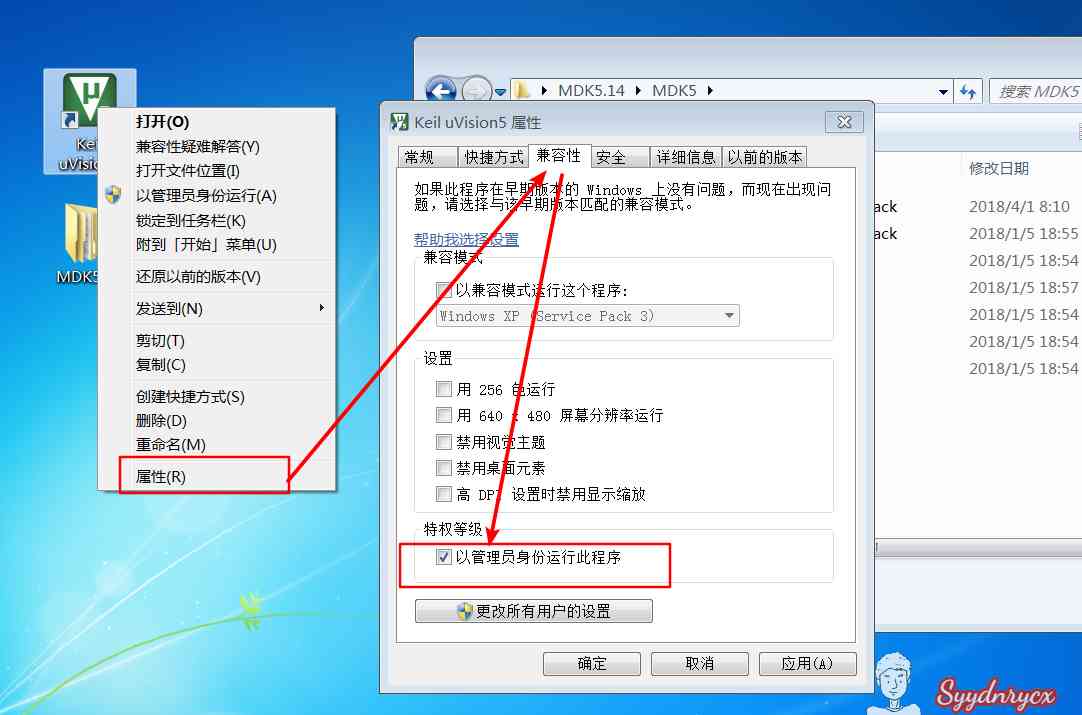 Keil
uVision5
MDK5
打开(O)
兼容性疑难解答(Y)
打开文件位置(I)
以管理员身份运行(A)
锁定到任务栏(K)
附到「开始」菜单(U)
还原以前的版本(V)
发送到(N)
剪切(T)
复制(C)
创建快捷方式(S)
删除(D)
重命名(M)
属性(R)
MDK5.14
MDK5
搜索 MDK5
Keil uVision5 属性
常规
快捷方式
兼容性
安全
详细信息
以前的版本
如果此程序在早期版本的 Windows 上没有问题，而现在出现问
题，请选择与该早期版本匹配的兼容模式。
帮助我选择设置
兼容模式
以兼容模式运行这个程序:
Windows XP (Service Pack 3)
设置
用 256 色运行
用 640 x 480 屏幕分辨率运行
禁用视觉主题
禁用桌面元素
高 DPI 设置时禁用显示缩放
特权等级
以管理员身份运行此程序
更改所有用户的设置
确定
取消
应用(A)
修改日期
ack
2018/4/1 8:10
ack
2018/1/5 18:55
2018/1/5 18:54
2018/1/5 18:57
2018/1/5 18:54
2018/1/5 18:54
2018/1/5 18:54
Syydnrycx